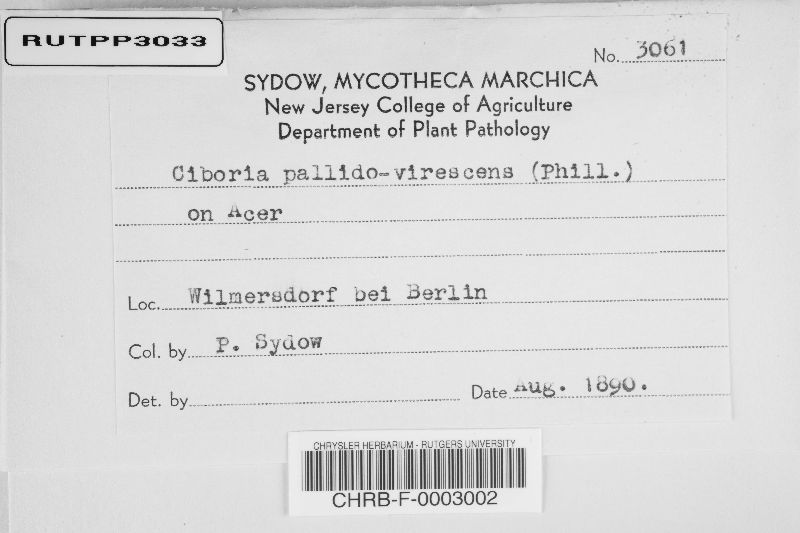 RUTPP3033
No. 3061
SYDOW, MYCOTHECA MARCHICA
New Jersey College of Agriculture
Department of Plant Pathology
Ciboria pallido-virescens (Phill.)
on Acer
Loc. Wilmersdorf bei Berlin
Col. by P. Sydow
Det. by Date Aug. 1890.
CHRYSLER HERBARIUM - RUTGERS UNIVERSITY
CHRB-F-0003002